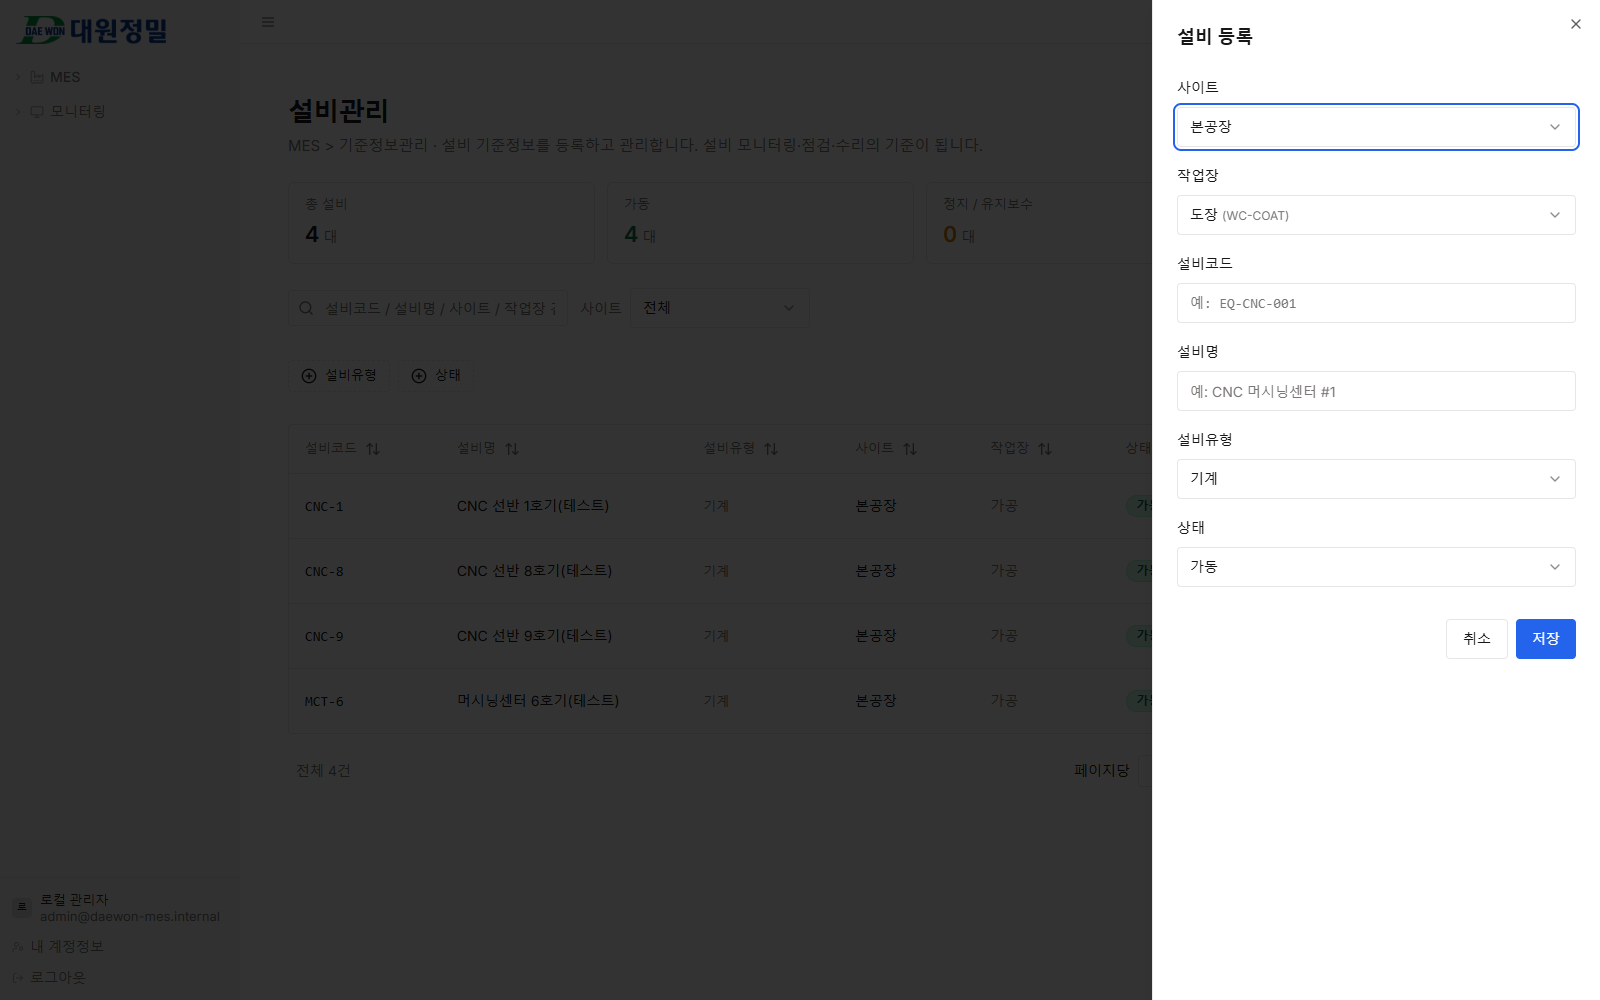 DAE WON 대원정밀
MES
모니터링
설비관리
MES > 기준정보관리 · 설비 기준정보를 등록하고 관리합니다. 설비 모니터링·점검·수리의 기준이 됩니다.
총 설비
4 대
가동
4 대
정지 / 유지보수
0 대
설비코드 / 설비명 / 사이트 / 작업장
사이트
전체
설비유형
상태
설비코드 설비명 설비유형 사이트 작업장 상태
CNC-1 CNC 선반 1호기(테스트) 기계 본공장 가공
CNC-8 CNC 선반 8호기(테스트) 기계 본공장 가공
CNC-9 CNC 선반 9호기(테스트) 기계 본공장 가공
MCT-6 머시닝센터 6호기(테스트) 기계 본공장 가공
전체 4건
페이지당
로
로컬 관리자
admin@daewon-mes.internal
내 계정정보
로그아웃
설비 등록
사이트
본공장
작업장
도장 (WC-COAT)
설비코드
예: EQ-CNC-001
설비명
예: CNC 머시닝센터 #1
설비유형
기계
상태
가동
취소
저장